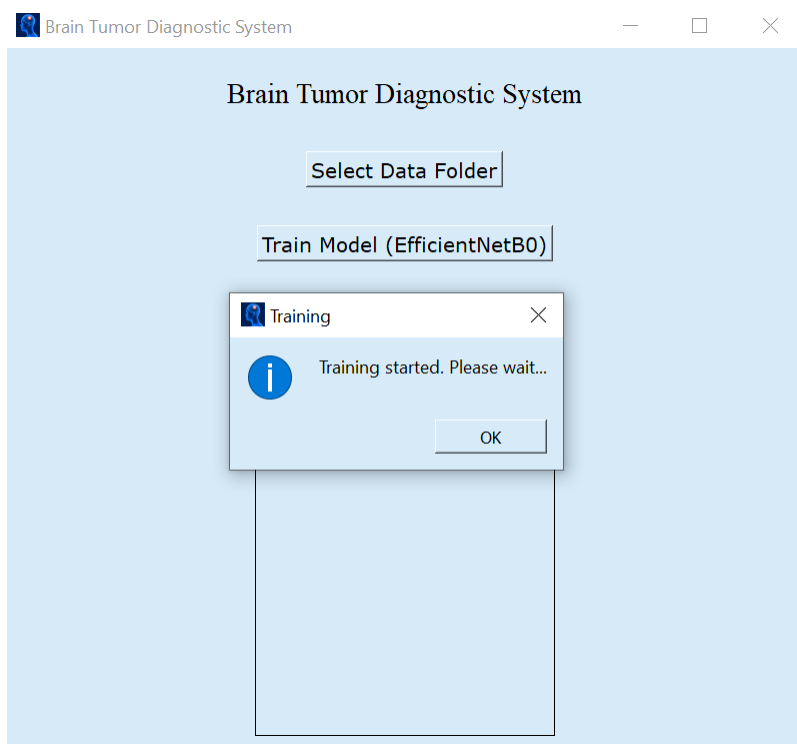 Brain Tumor Diagnostic System
Brain Tumor Diagnostic System
Select Data Folder
Train Model (EfficientNetB0)
Training
Training started. Please wait...
OK